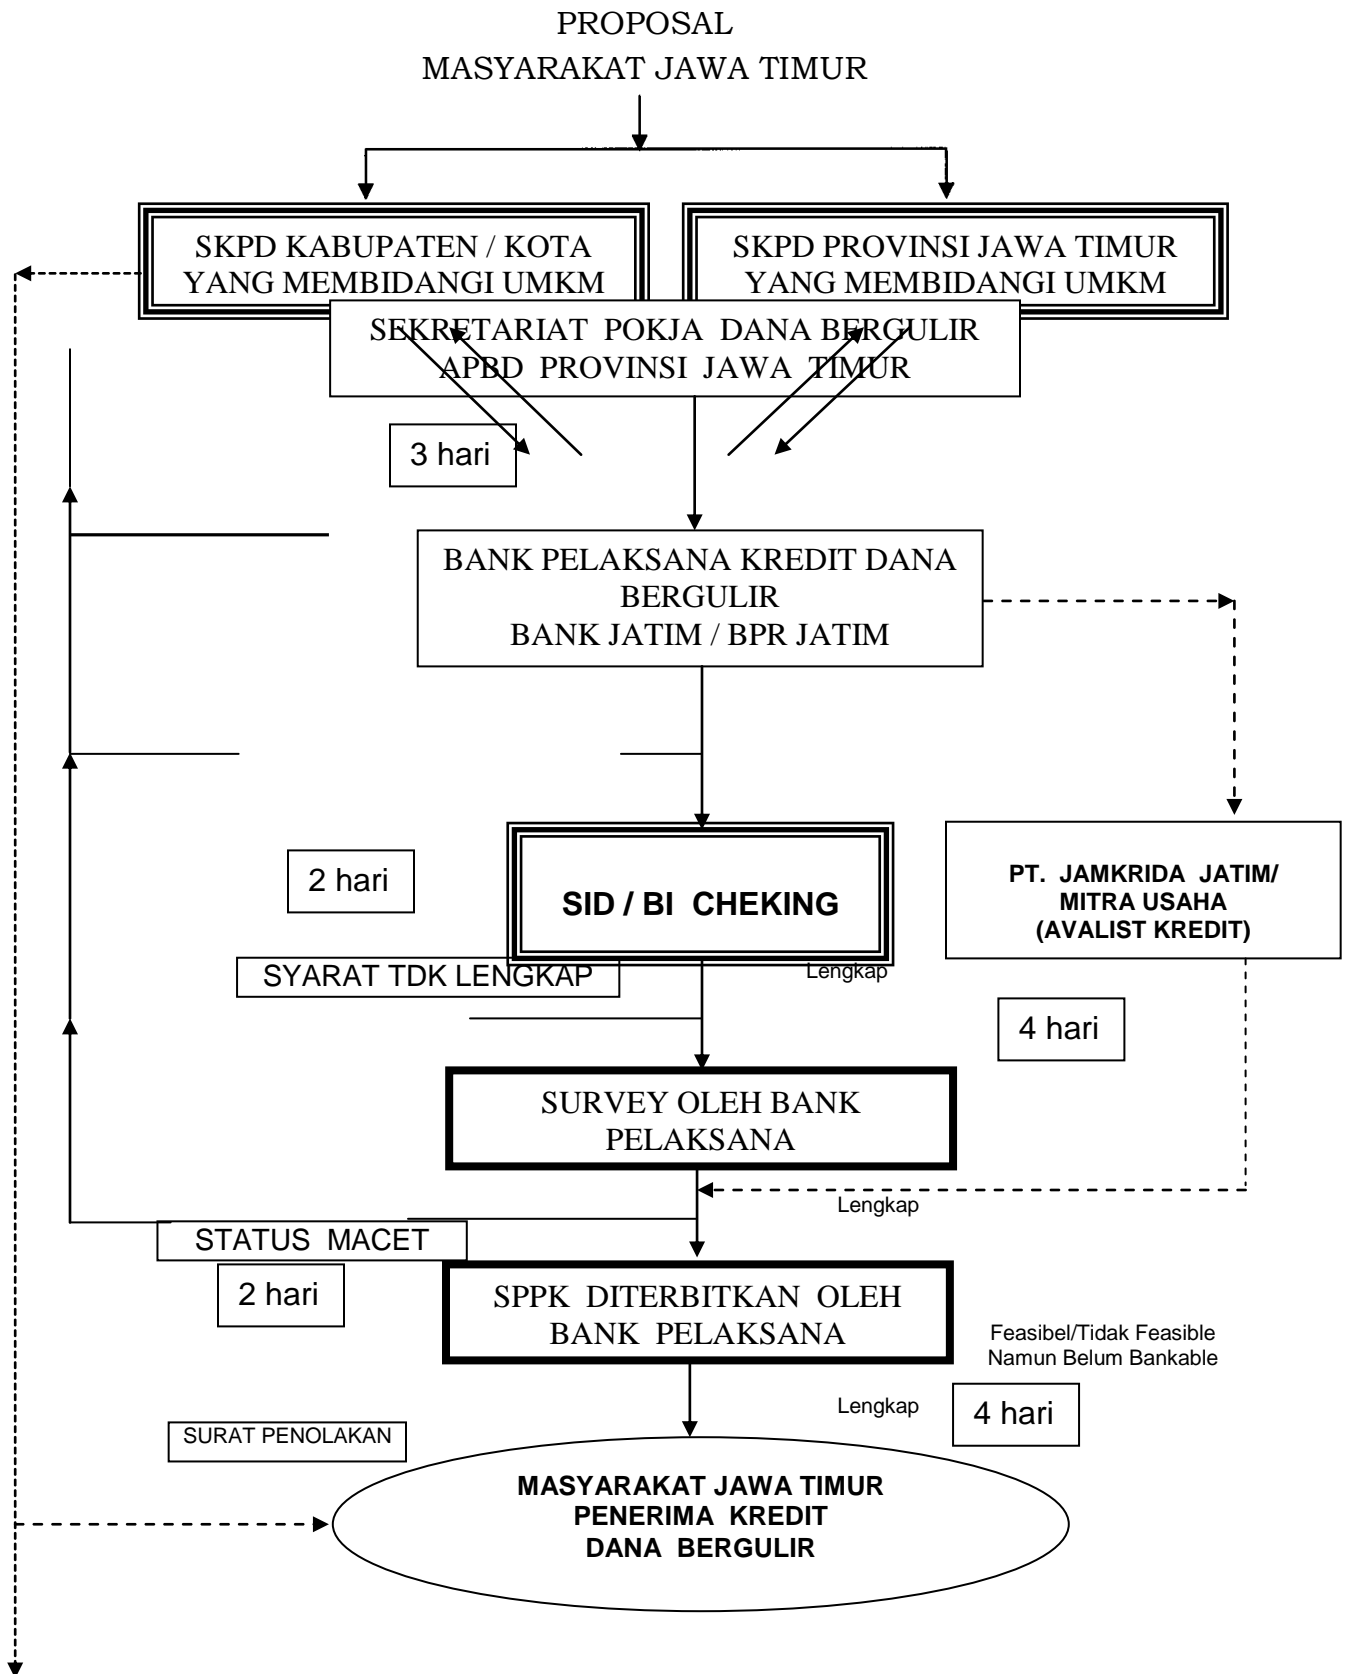 PROPOSAL
MASYARAKAT JAWA TIMUR
SKPD KABUPATEN / KOTA
YANG MEMBIDANGI UMKM
SKPD PROVINSI JAWA TIMUR
YANG MEMBIDANGI UMKM
SEKRETARIAT POKJA DANA BERGULIR
APBD PROVINSI JAWA TIMUR
3 hari
BANK PELAKSANA KREDIT DANA
BERGULIR
BANK JATIM / BPR JATIM
2 hari
SID / BI CHEKING
PT. JAMKRIDA JATIM/
MITRA USAHA
(AVALIST KREDIT)
SYARAT TDK LENGKAP
Lengkap
4 hari
SURVEY OLEH BANK
PELAKSANA
Lengkap
STATUS MACET
2 hari
SPPK DITERBITKAN OLEH
BANK PELAKSANA
Feasibel/Tidak Feasible
Namun Belum Bankable
Lengkap
4 hari
SURAT PENOLAKAN
MASYARAKAT JAWA TIMUR
PENERIMA KREDIT
DANA BERGULIR